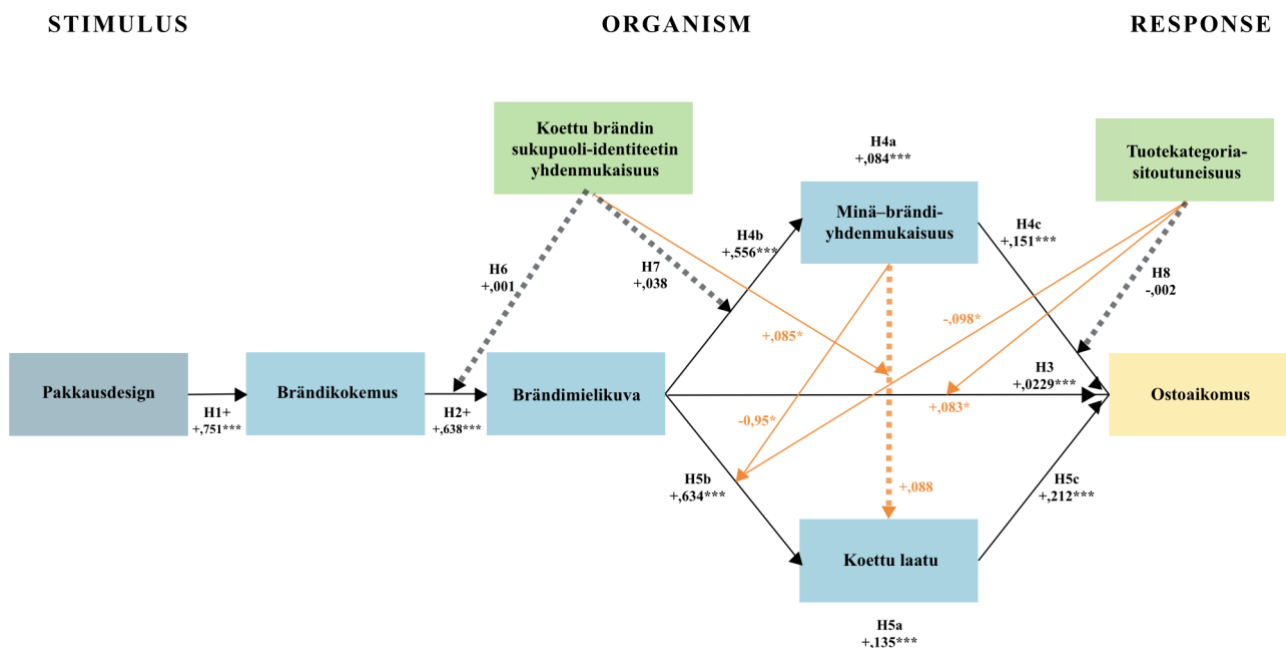 STIMULUS
ORGANISM
RESPONSE
Koettu brändin
sukupuoli-identiteetin
yhdenmukaisuus
H4a
+,084***
Tuotekategoria-
sitoutuneisuus
Minä–brändi-
yhdenmukaisuus
H4b
+,556***
H4c
+,151***
H6
+,001
H7
+,038
H8
-,002
+,085*
-,098*
Pakkausdesign
H1+
+,751***
Brändikokemus
H2+
+,638***
Brändimielikuva
H3
+,0229***
Ostoaikomus
+,083*
-0,95*
H5b
+,634***
+,088
H5c
+,212***
Koettu laatu
H5a
+,135***